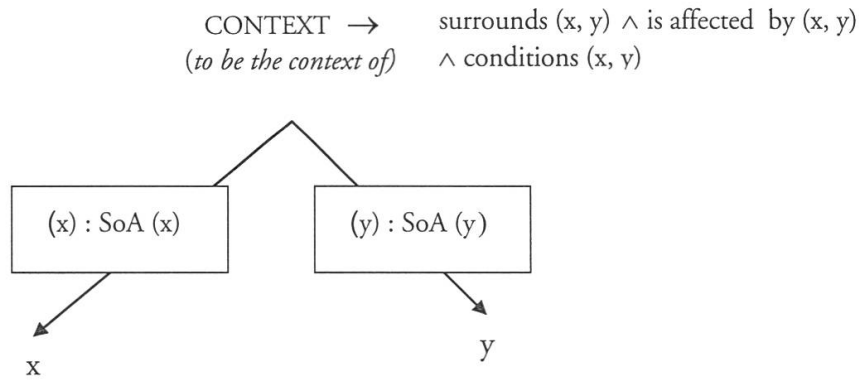 CONTEXT → surrounds (x, y) ∧ is affected by (x, y)
(to be the context of) ∧ conditions (x, y)
(x) : SoA (x) (y) : SoA (y)
x y